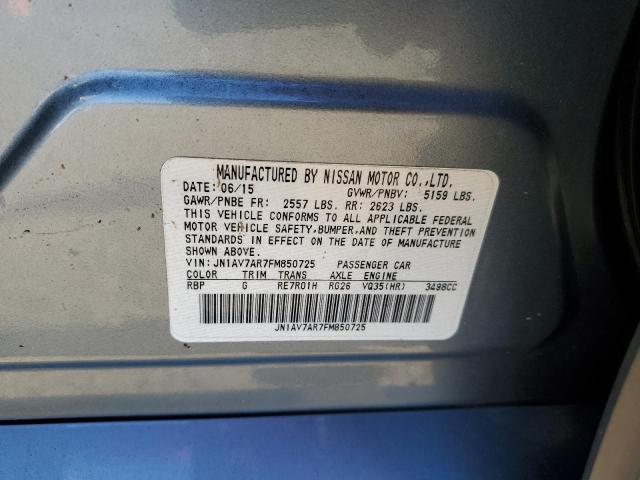 MANUFACTURED BY NISSAN MOTOR CO.,LTD.
DATE: 06/15 GVWR/PNBV: 5159 LBS.
GAWR/PNBE FR: 2557 LBS. RR: 2623 LBS.
THIS VEHICLE CONFORMS TO ALL APPLICABLE FEDERAL
MOTOR VEHICLE SAFETY,BUMPER,AND THEFT PREVENTION
STANDARDS IN EFFECT ON THE DATE OF MANUFACTURE
SHOWN ABOVE.
VIN: JN1AV7AR7FM850725 PASSENGER CAR
COLOR TRIM TRANS AXLE ENGINE
RBP G RE7R01H RG26 VQ35(HR) 3498CC
JN1AV7AR7FM850725